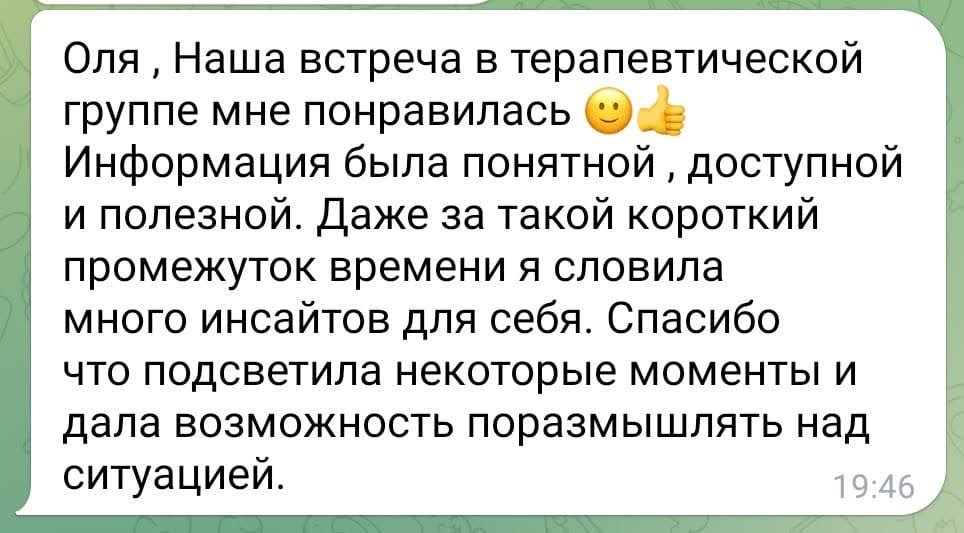 Оля , Наша встреча в терапевтической
группе мне понравилась 🙂👍
Информация была понятной , доступной
и полезной. Даже за такой короткий
промежуток времени я словила
много инсайтов для себя. Спасибо
что подсветила некоторые моменты и
дала возможность поразмышлять над
ситуацией.
19:46